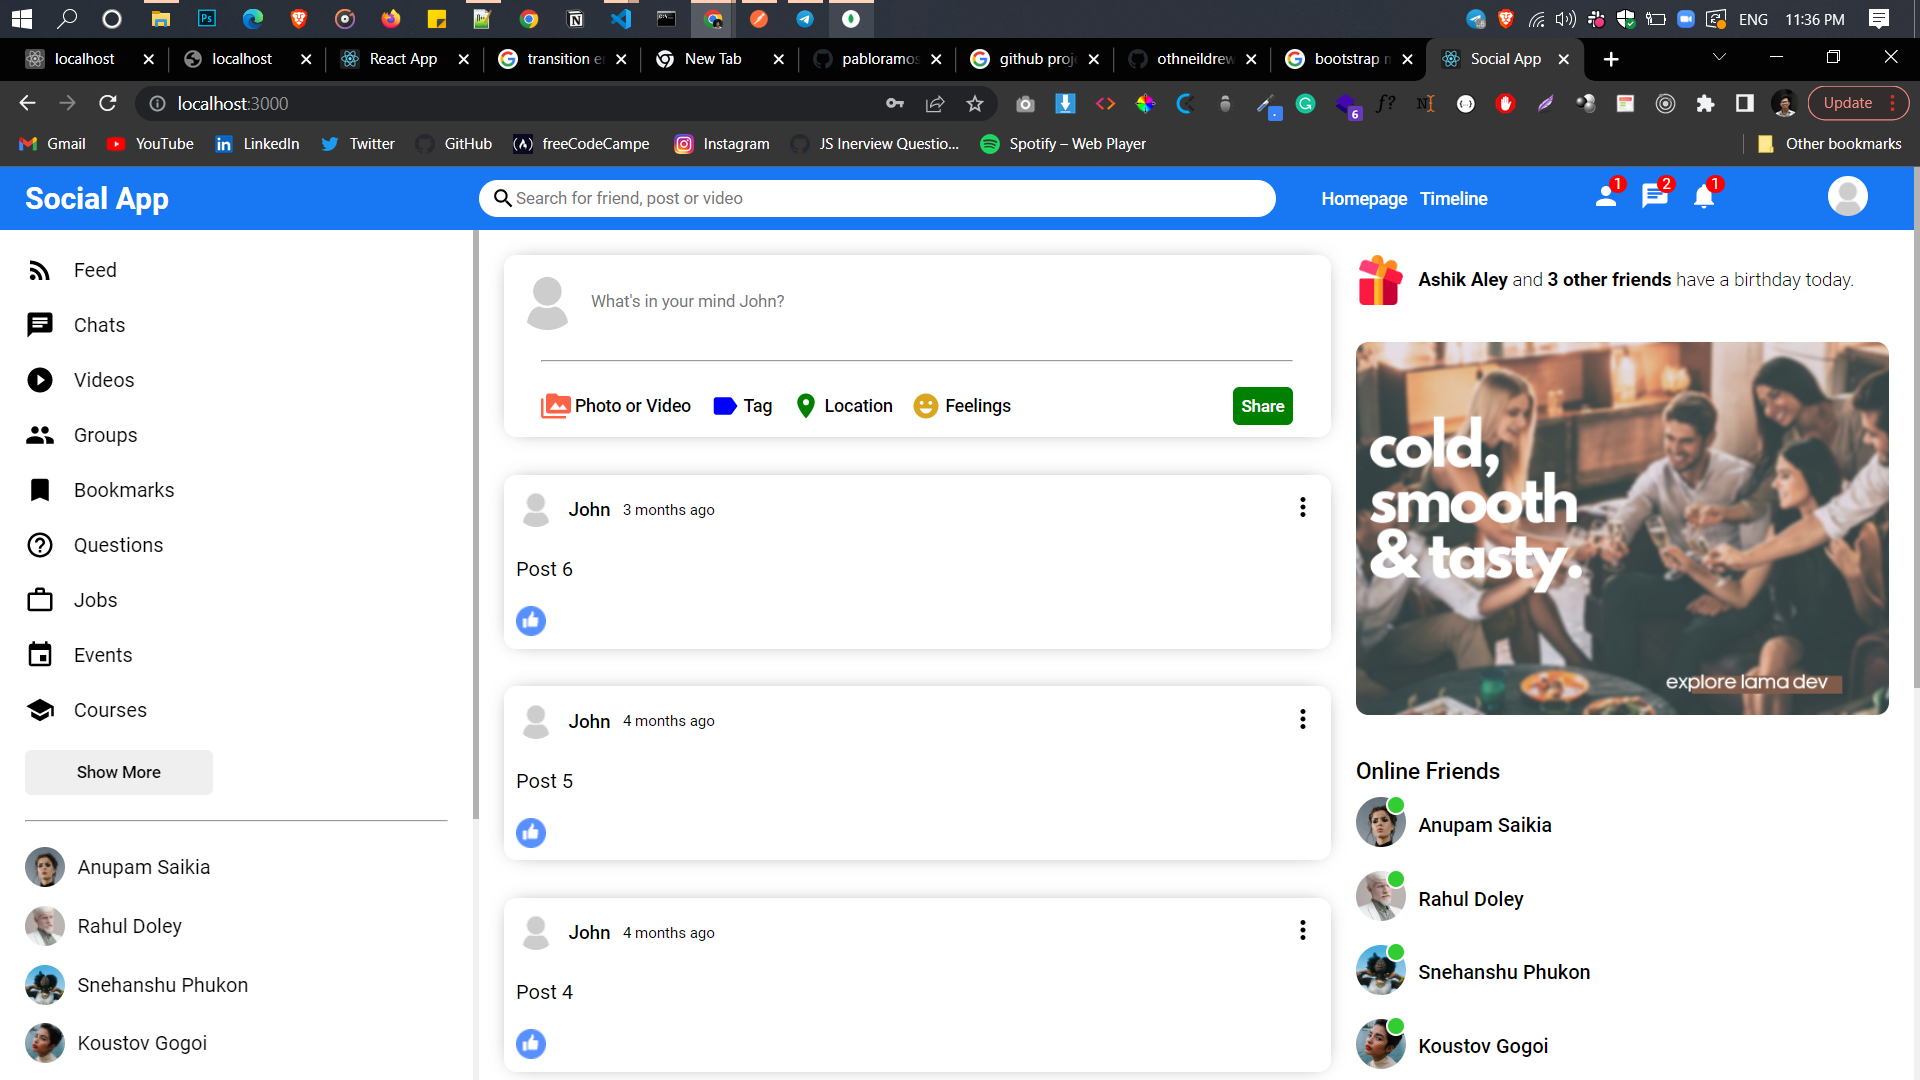 ENG 11:36 PM
localhost
localhost
React App
transition e
New Tab
pabloramos
github proj
othneildrew
bootstrap n
Social App
localhost:3000
f?
6
Update
Gmail
YouTube
LinkedIn
Twitter
GitHub
freeCodeCampe
Instagram
JS Inerview Questio...
Spotify – Web Player
Other bookmarks
Social App
Search for friend, post or video
Homepage Timeline
1
2
1
Feed
Chats
Videos
Groups
Bookmarks
Questions
Jobs
Events
Courses
Show More
Anupam Saikia
Rahul Doley
Snehanshu Phukon
Koustov Gogoi
What's in your mind John?
Photo or Video Tag Location Feelings Share
John 3 months ago
Post 6
John 4 months ago
Post 5
John 4 months ago
Post 4
Ashik Aley and 3 other friends have a birthday today.
cold,
smooth
& tasty.
explore lama dev
Online Friends
Anupam Saikia
Rahul Doley
Snehanshu Phukon
Koustov Gogoi